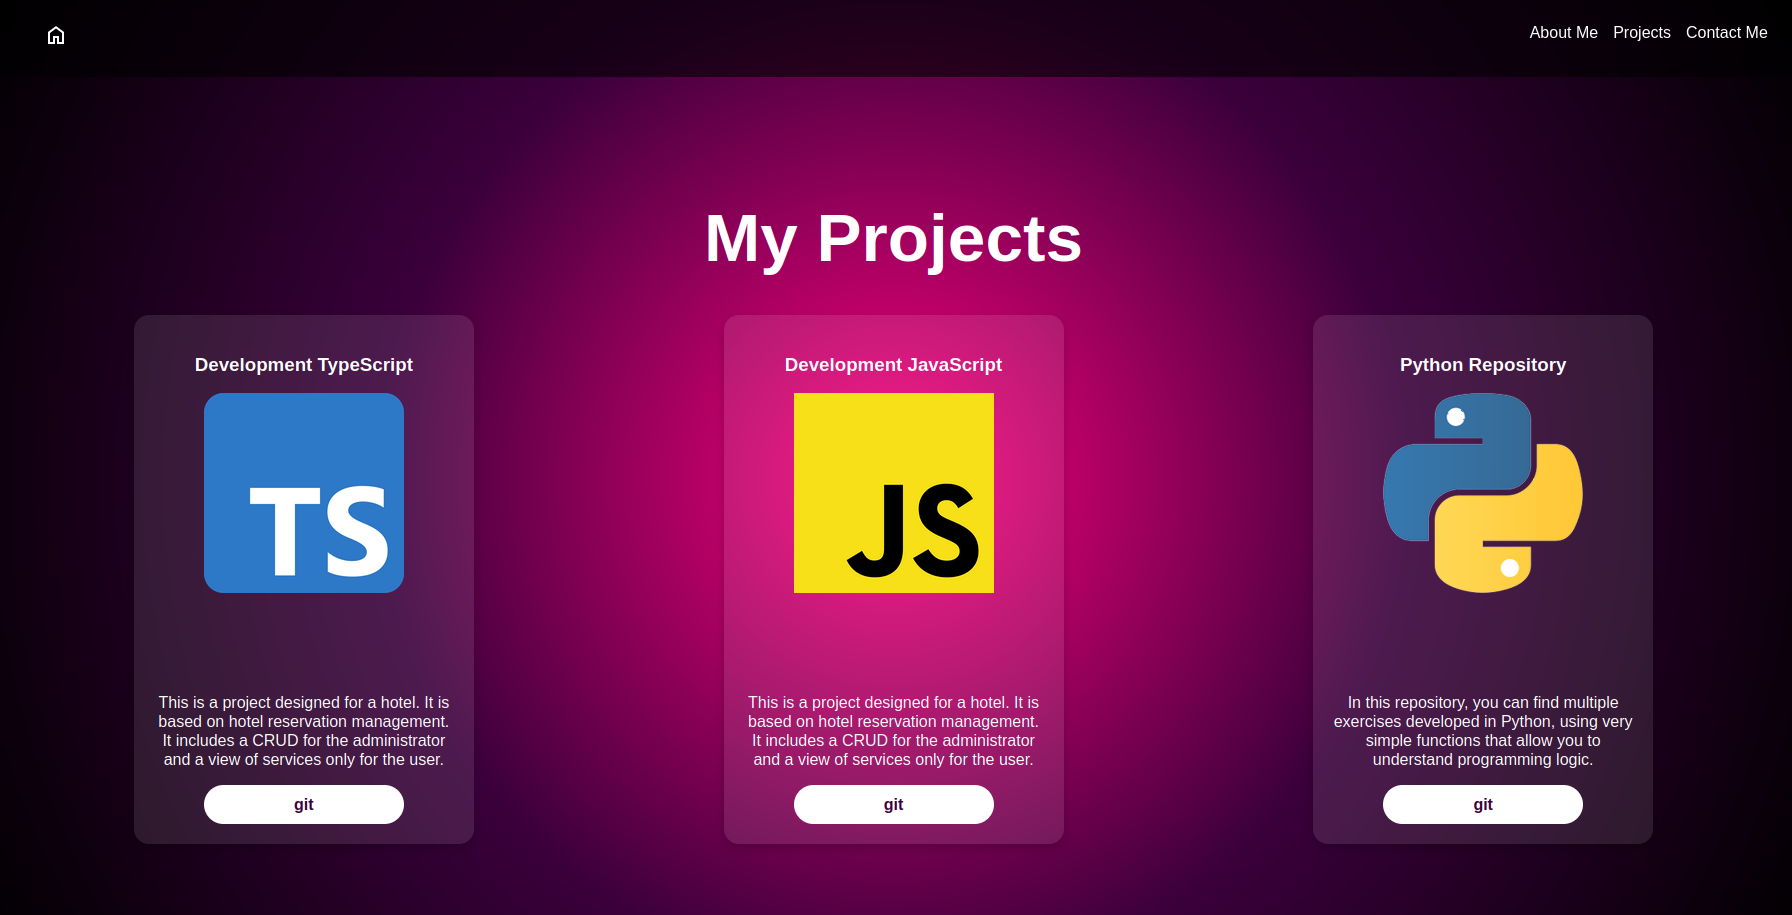 About Me Projects Contact Me
My Projects
Development TypeScript
TS
This is a project designed for a hotel. It is
based on hotel reservation management.
It includes a CRUD for the administrator
and a view of services only for the user.
git
Development JavaScript
JS
This is a project designed for a hotel. It is
based on hotel reservation management.
It includes a CRUD for the administrator
and a view of services only for the user.
git
Python Repository
In this repository, you can find multiple
exercises developed in Python, using very
simple functions that allow you to
understand programming logic.
git